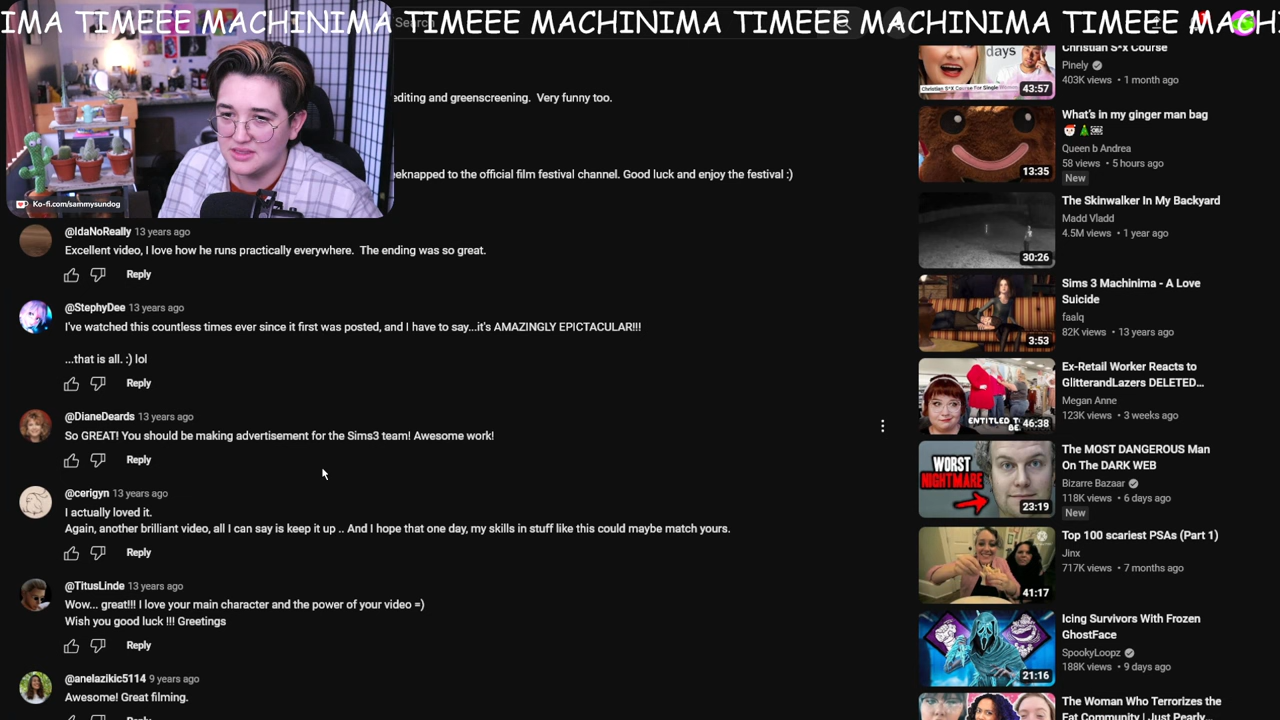 IMA TIMEEE MACHINIMA TIMEEE MACHINIMA TIMEEE MACHINIMA TIMEEE MACH
Search
editing and greenscreening. Very funny too.
eeknapped to the official film festival channel. Good luck and enjoy the festival :)
Ko-fi.com/sammysundog
@IdaNoReally 13 years ago
Excellent video, I love how he runs practically everywhere. The ending was so great.
Reply
@StephyDee 13 years ago
I've watched this countless times ever since it first was posted, and I have to say...it's AMAZINGLY EPICTACULAR!!!
...that is all. :) lol
Reply
@DianeDeards 13 years ago
So GREAT! You should be making advertisement for the Sims3 team! Awesome work!
Reply
@cerigyn 13 years ago
I actually loved it.
Again, another brilliant video, all I can say is keep it up .. And I hope that one day, my skills in stuff like this could maybe match yours.
Reply
@TitusLinde 13 years ago
Wow... great!!! I love your main character and the power of your video =)
Wish you good luck !!! Greetings
Reply
@anelazikic5114 9 years ago
Awesome! Great filming.
days
Christian S*x Course For Single Women
43:57
Christian S*x Course
Pinely
403K views • 1 month ago
13:35
What's in my ginger man bag
Queen b Andrea
58 views • 5 hours ago
New
30:26
The Skinwalker In My Backyard
Madd Vladd
4.5M views • 1 year ago
3:53
Sims 3 Machinima - A Love
Suicide
faalq
82K views • 13 years ago
ENTITLED T
46:38
Ex-Retail Worker Reacts to
GlitterandLazers DELETED…
Megan Anne
123K views • 3 weeks ago
WORST
NIGHTMARE
23:19
The MOST DANGEROUS Man
On The DARK WEB
Bizarre Bazaar
118K views • 6 days ago
New
41:17
Top 100 scariest PSAs (Part 1)
Jinx
717K views • 7 months ago
21:16
Icing Survivors With Frozen
GhostFace
SpookyLoopz
188K views • 9 days ago
The Woman Who Terrorizes the
Fat Community | Just Pearly...